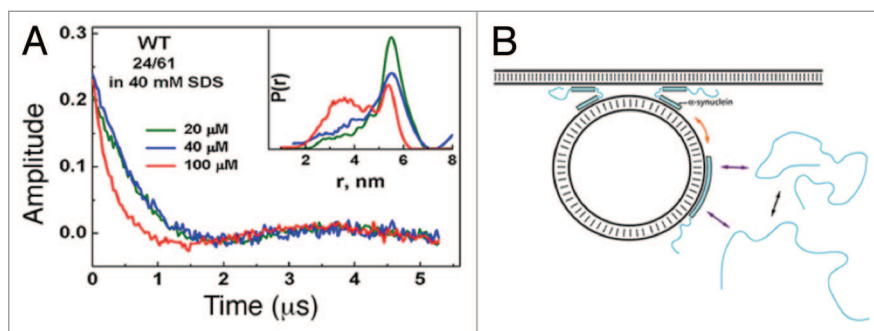 A
WT
24/61
in 40 mM SDS
20 μM
40 μM
100 μM
Amplitude
0.3
0.2
0.1
0.0
0 1 2 3 4 5
Time (μs)
P(r)
2 4 6 8
r, nm
B
α-synuclein